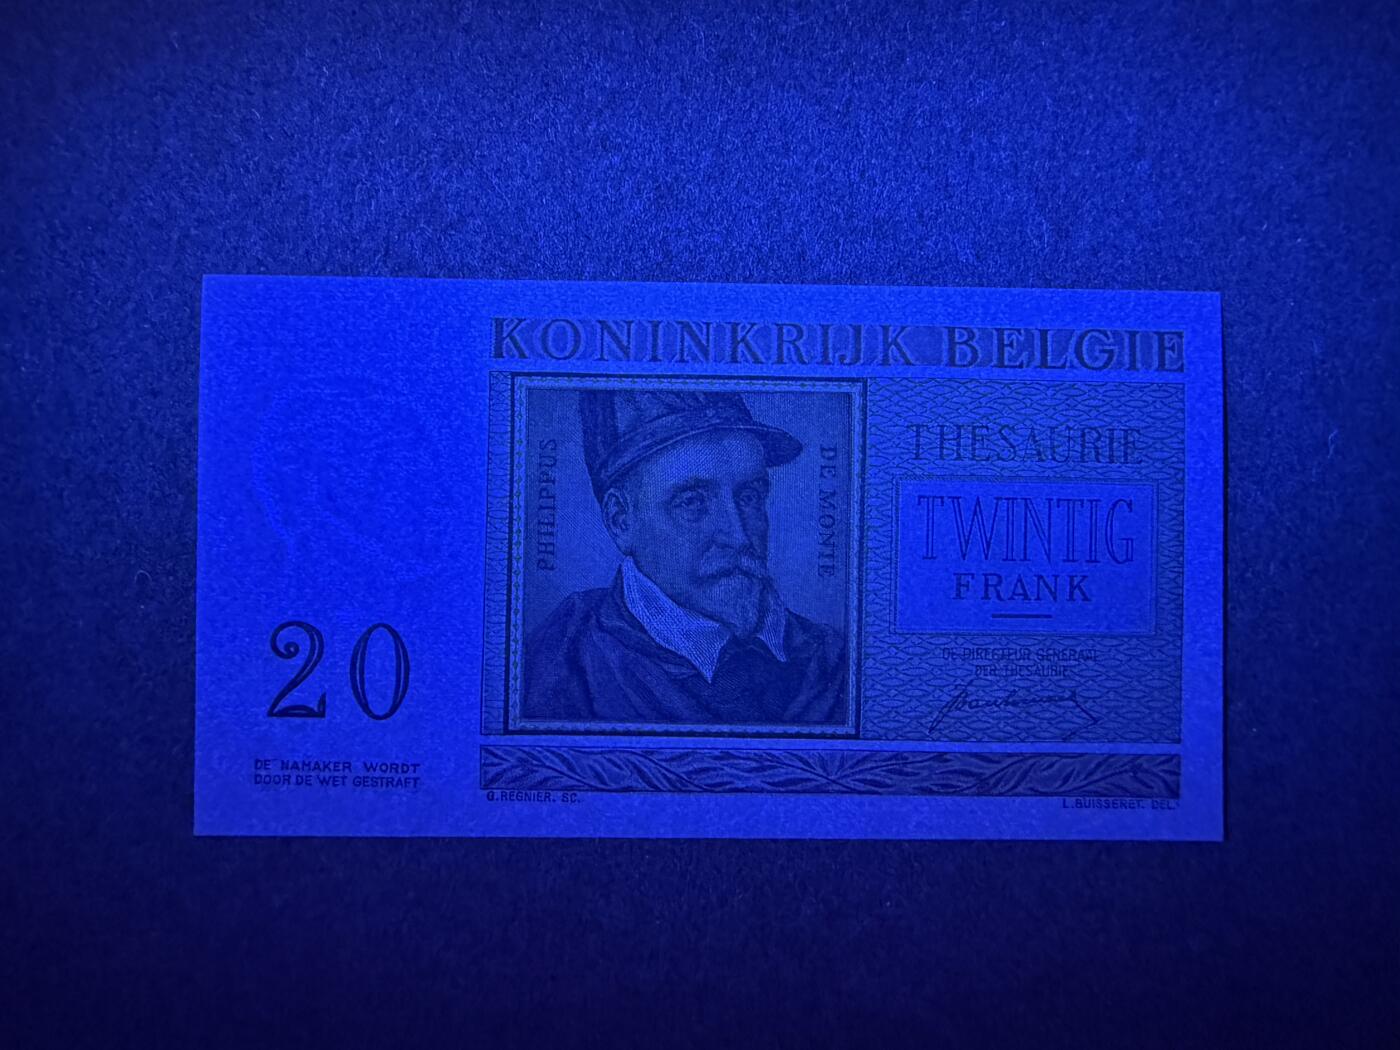 KONINKRIJK BELGIE
PHILIPPUS
DE MONTE
THESAURIE
TWINTIG
FRANK
DE DIRECTEUR GENERAAL
DER THESAURIE
20
DE NAMAKER WORDT
DOOR DE WET GESTRAFT
G. REGNIER. SC.
L. BUISSERET. DEL.